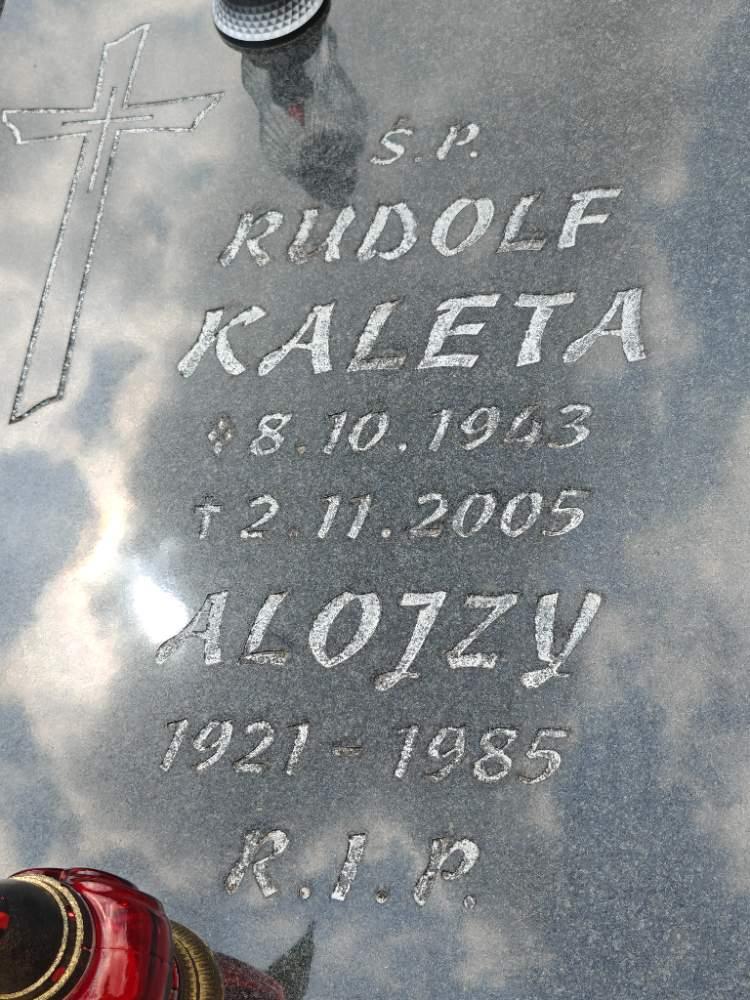 Ś.P.
RUDOLF
KALETA
* 8.10.1943
† 2.11.2005
ALOJZY
1921 - 1985
R.I.P.